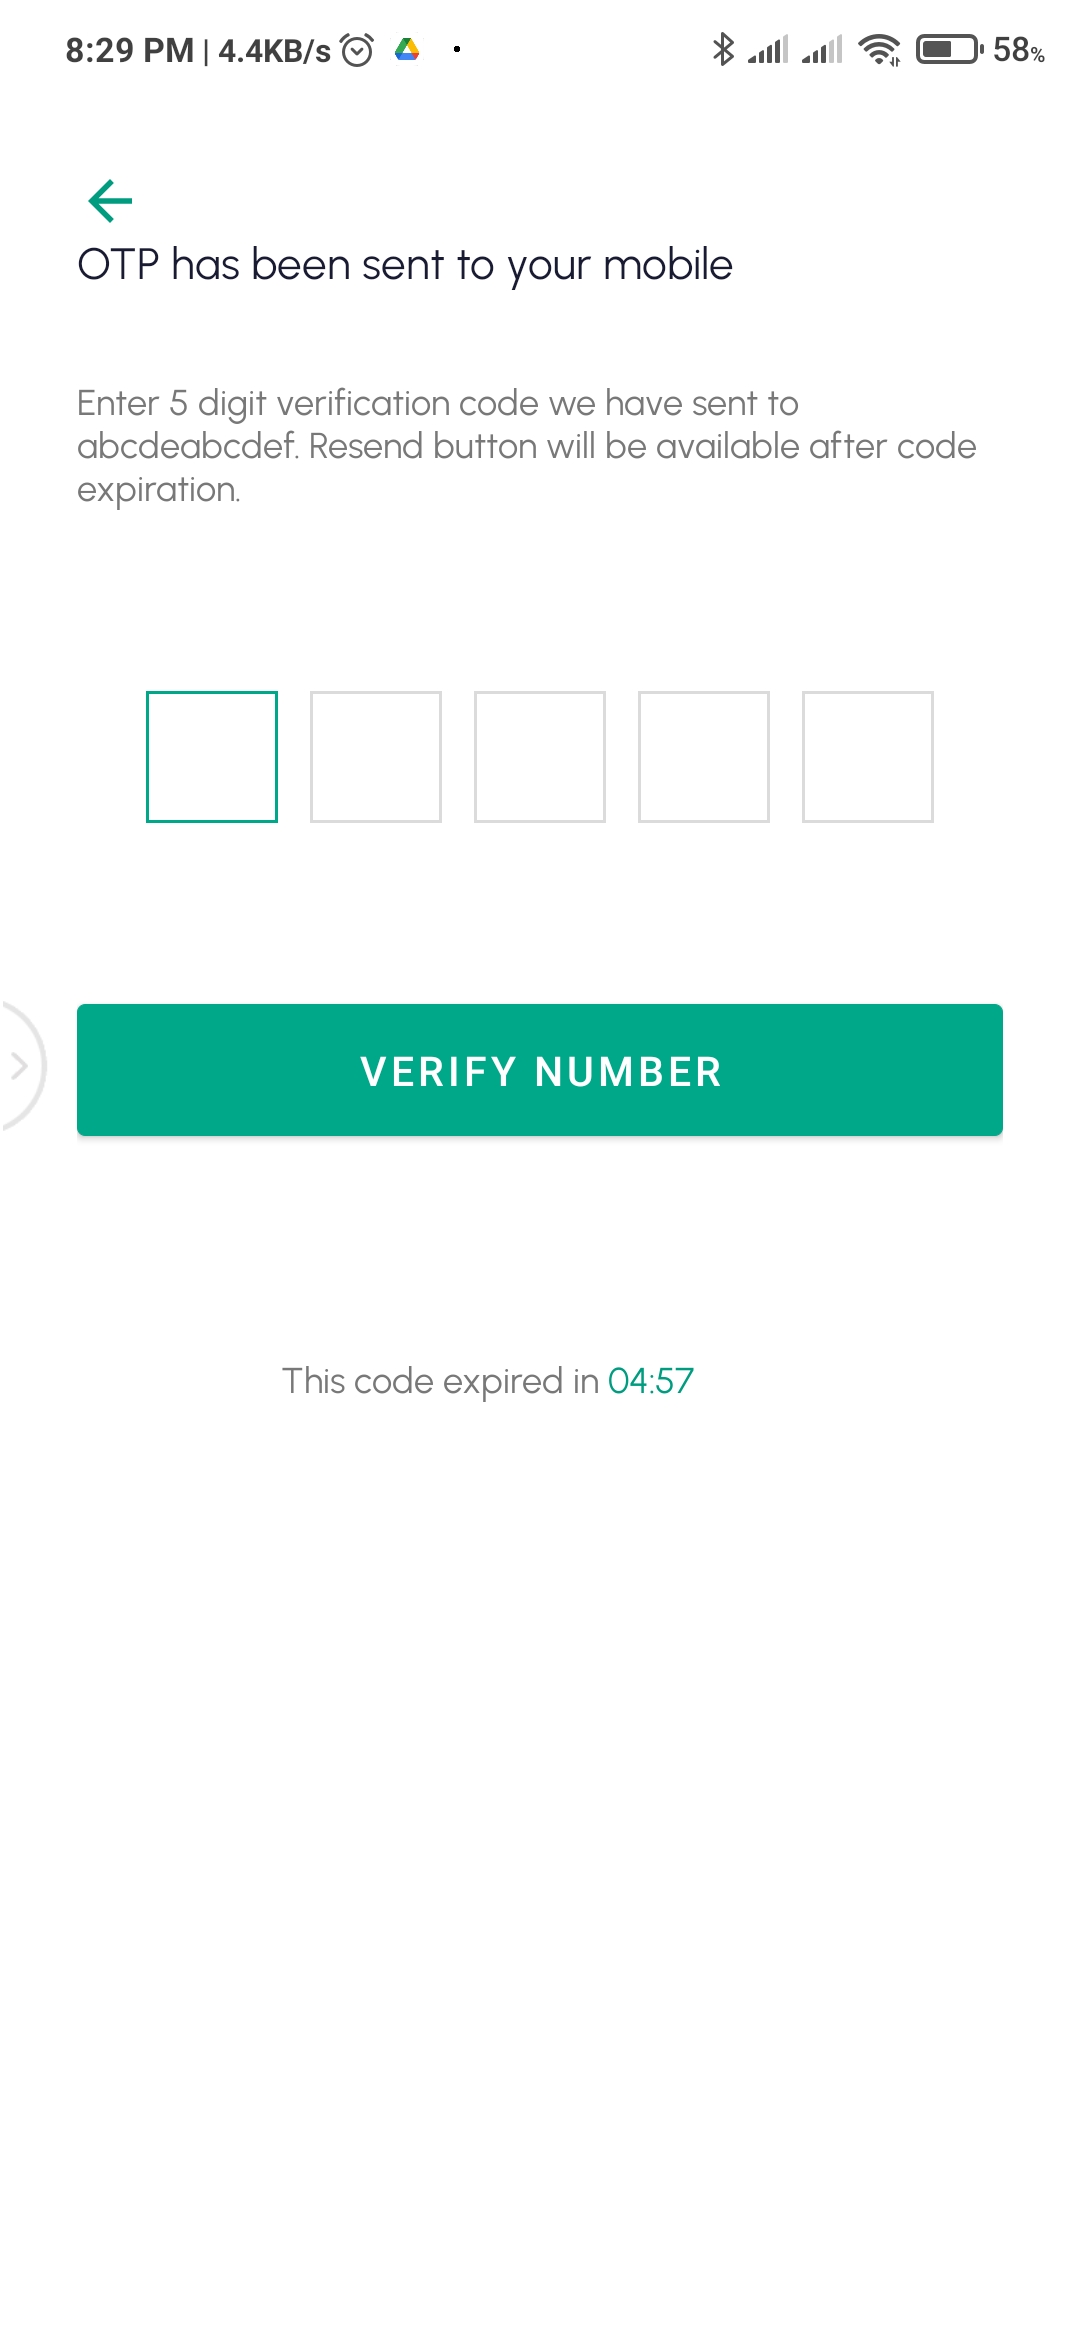 8:29 PM | 4.4KB/s 58%
OTP has been sent to your mobile
Enter 5 digit verification code we have sent to
abcdeabcdef. Resend button will be available after code
expiration.
VERIFY NUMBER
This code expired in 04:57